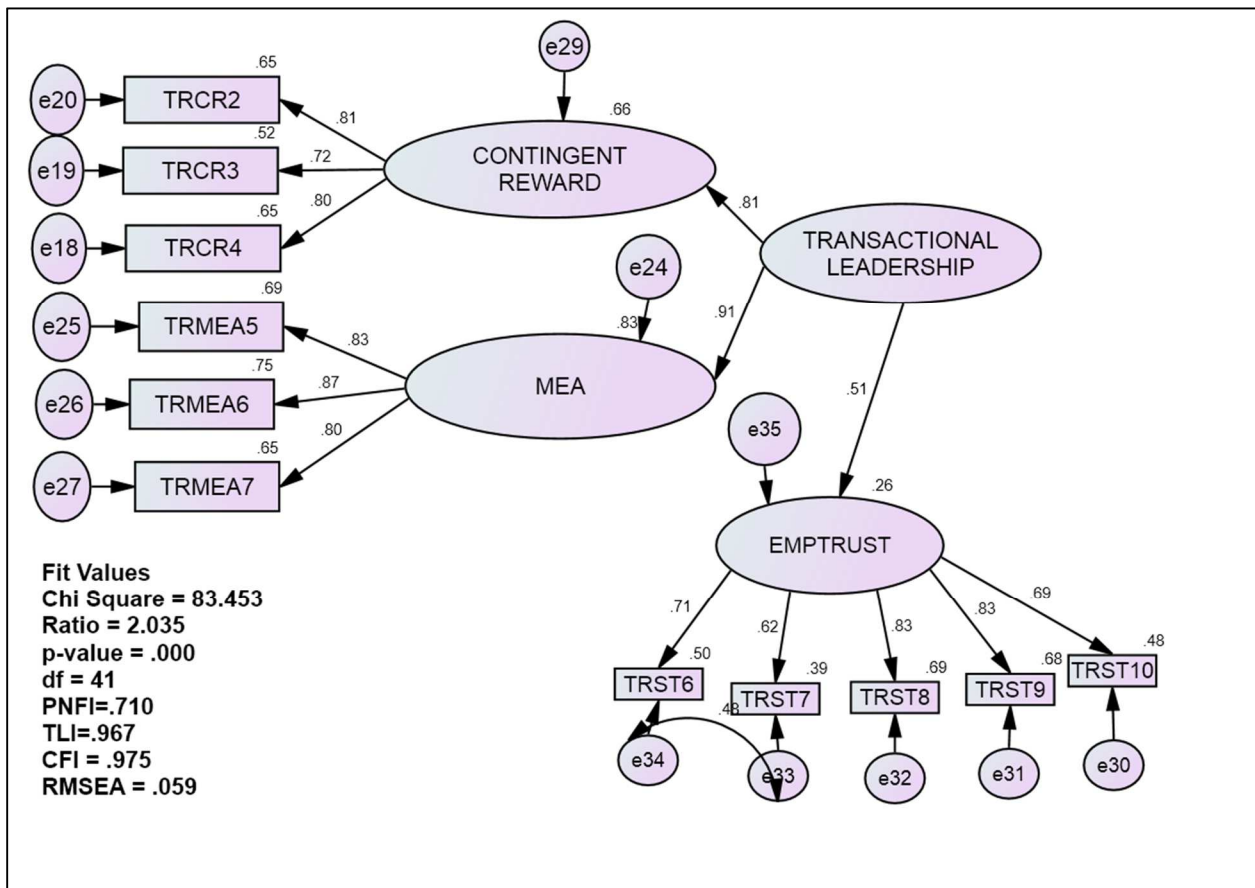 e29
.65
e20
TRCR2
.81
.66
.52
e19
TRCR3
.72
CONTINGENT
REWARD
.65
.80
e18
TRCR4
.81
TRANSACTIONAL
LEADERSHIP
e24
.69
e25
TRMEA5
.83
.83
.91
.75
e26
TRMEA6
.87
MEA
.51
.65
.80
e27
TRMEA7
e35
.26
EMPTRUST
Fit Values
Chi Square = 83.453
Ratio = 2.035
p-value = .000
df = 41
PNFI=.710
TLI=.967
CFI = .975
RMSEA = .059
.71
.62
.83
.83
.69
.50
.39
.69
.68
.48
TRST6
TRST7
TRST8
TRST9
TRST10
.48
e34
e33
e32
e31
e30